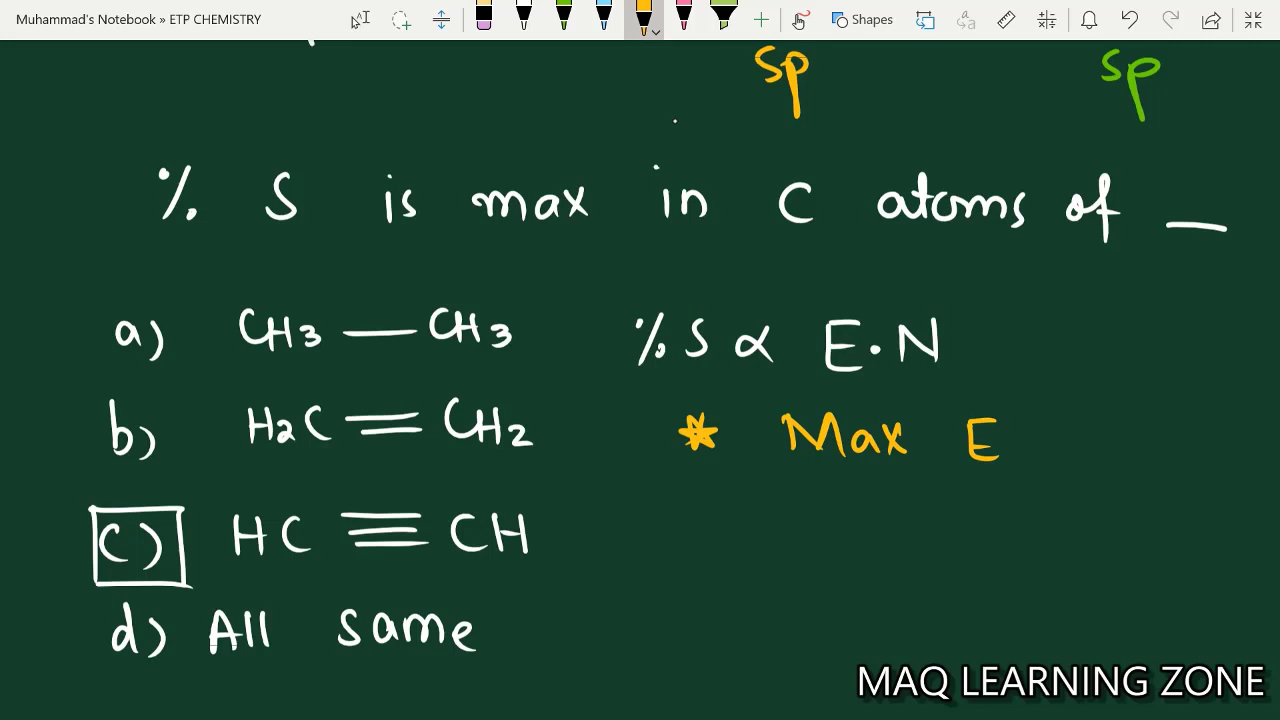 Muhammad's Notebook » ETP CHEMISTRY
Shapes
sp sp
% S is max in C atoms of __
a) CH3 — CH3
%S ∝ E.N
b) H2C = CH2
* Max E
C) HC ≡ CH
d) All same
MAQ LEARNING ZONE